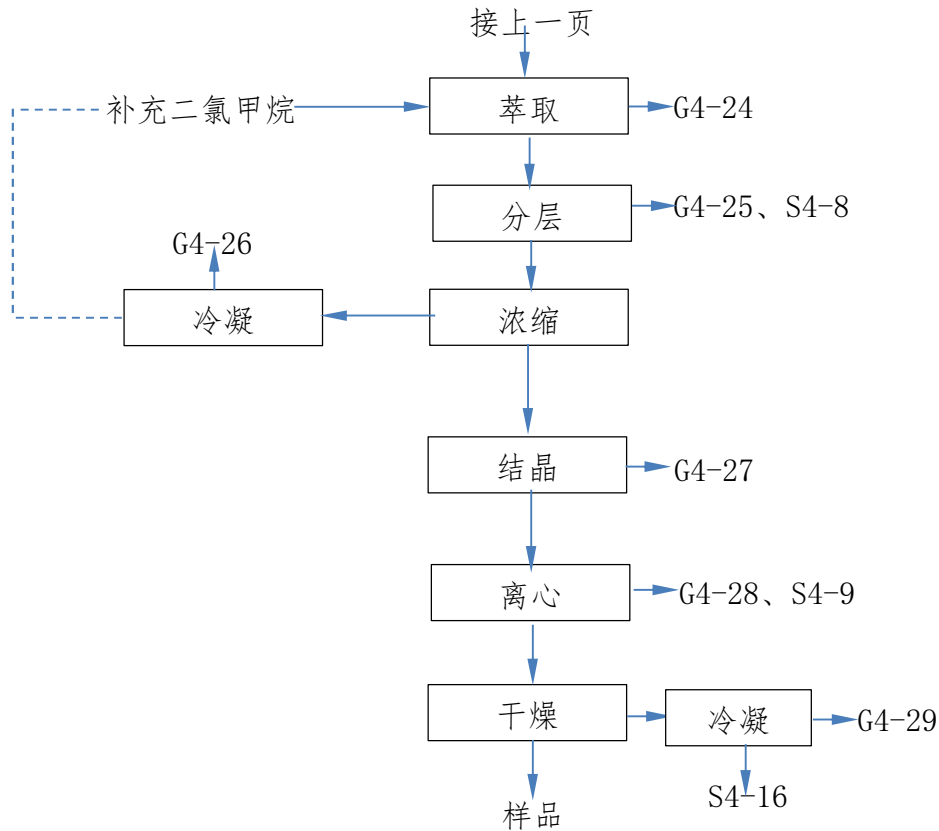 接上一页
补充二氯甲烷
萃取
G4-24
分层
G4-25、S4-8
G4-26
冷凝
浓缩
结晶
G4-27
离心
G4-28、S4-9
干燥
冷凝
G4-29
S4-16
样品